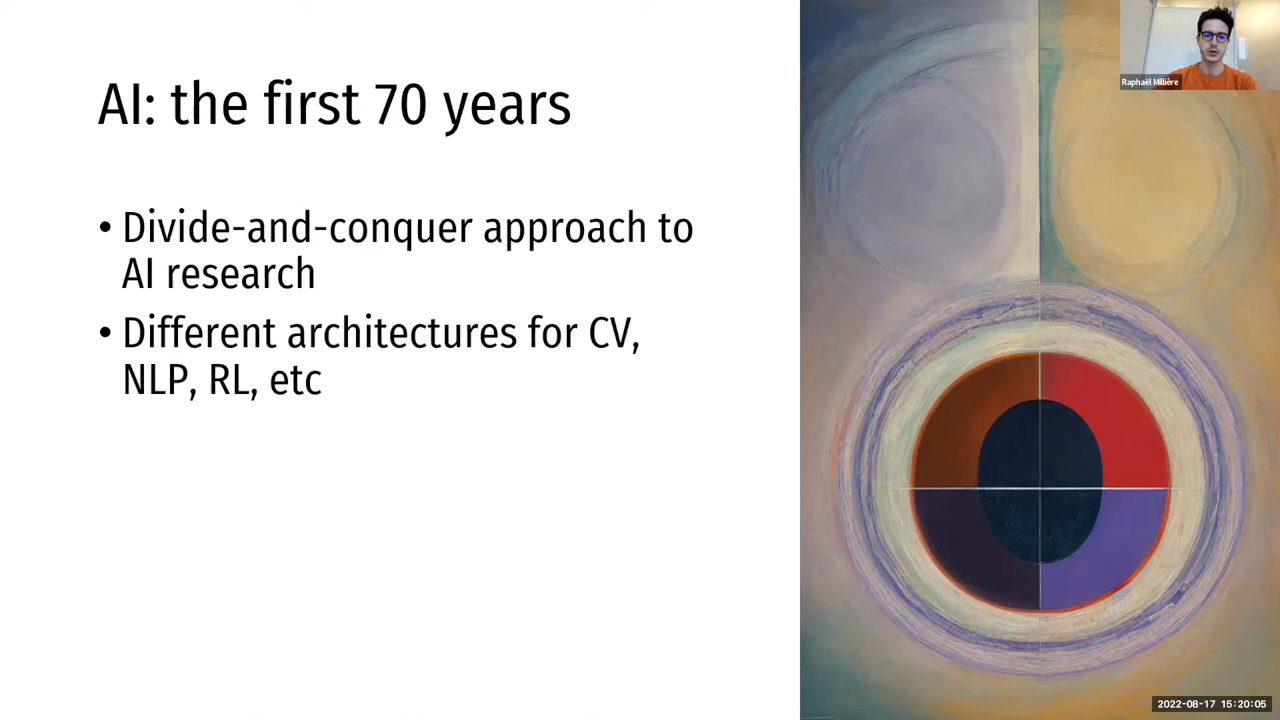 AI: the first 70 years
• Divide-and-conquer approach to
AI research
• Different architectures for CV,
NLP, RL, etc
Raphaël Millière
2022-08-17 15:20:05